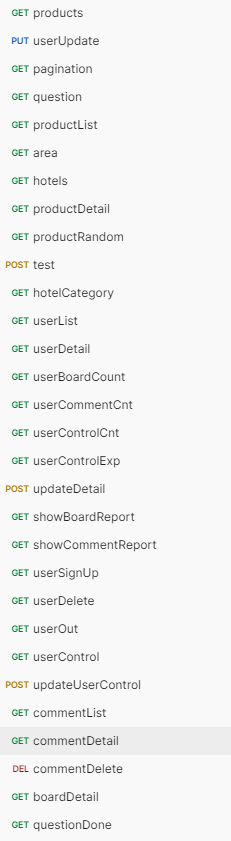 GET products
PUT userUpdate
GET pagination
GET question
GET productList
GET area
GET hotels
GET productDetail
GET productRandom
POST test
GET hotelCategory
GET userList
GET userDetail
GET userBoardCount
GET userCommentCnt
GET userControlCnt
GET userControlExp
POST updateDetail
GET showBoardReport
GET showCommentReport
GET userSignUp
GET userDelete
GET userOut
GET userControl
POST updateUserControl
GET commentList
GET commentDetail
DEL commentDelete
GET boardDetail
GET questionDone